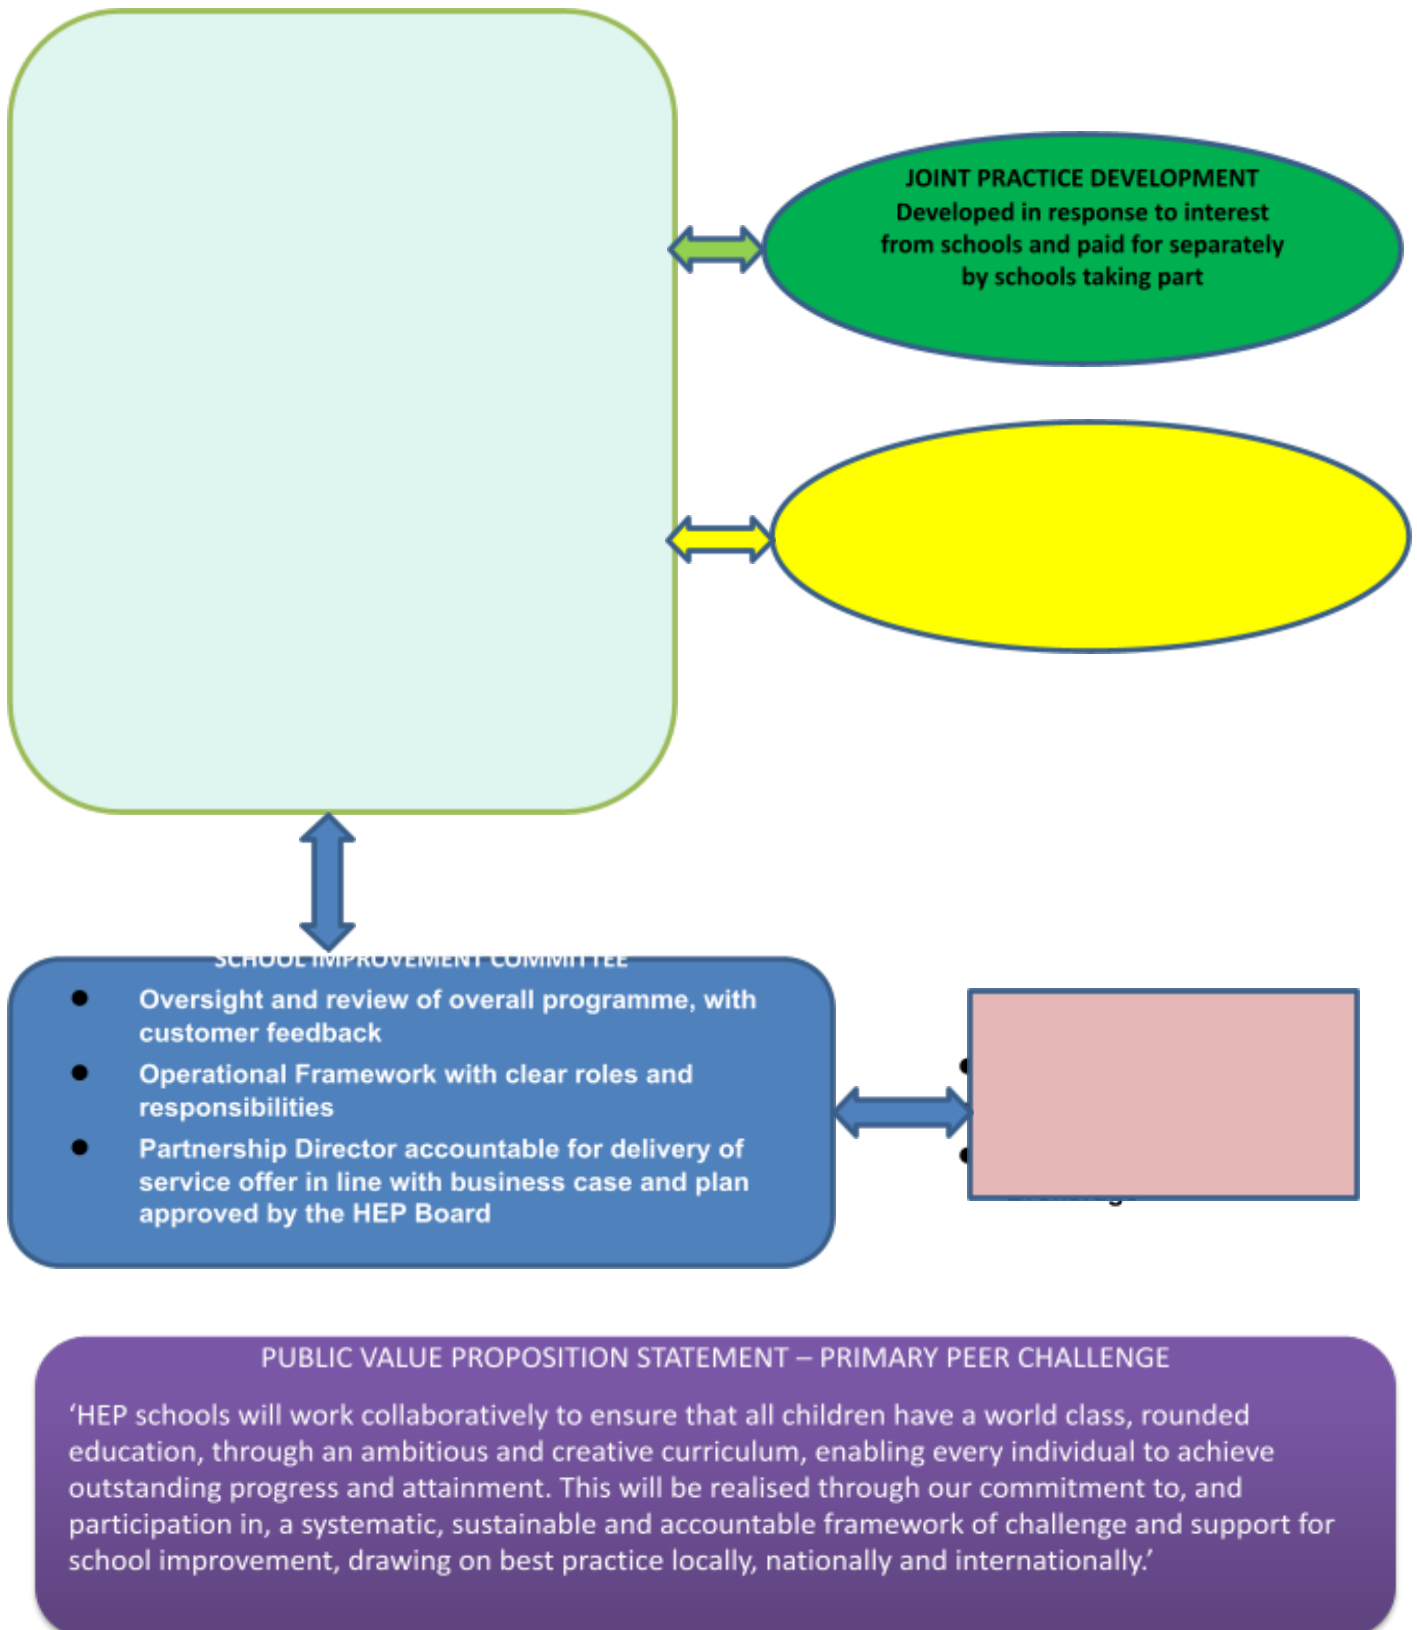 JOINT PRACTICE DEVELOPMENT
Developed in response to interest
from schools and paid for separately
by schools taking part
SCHOOL IMPROVEMENT COMMITTEE
● Oversight and review of overall programme, with
customer feedback
● Operational Framework with clear roles and
responsibilities
● Partnership Director accountable for delivery of
service offer in line with business case and plan
approved by the HEP Board
PUBLIC VALUE PROPOSITION STATEMENT – PRIMARY PEER CHALLENGE
‘HEP schools will work collaboratively to ensure that all children have a world class, rounded
education, through an ambitious and creative curriculum, enabling every individual to achieve
outstanding progress and attainment. This will be realised through our commitment to, and
participation in, a systematic, sustainable and accountable framework of challenge and support for
school improvement, drawing on best practice locally, nationally and internationally.’